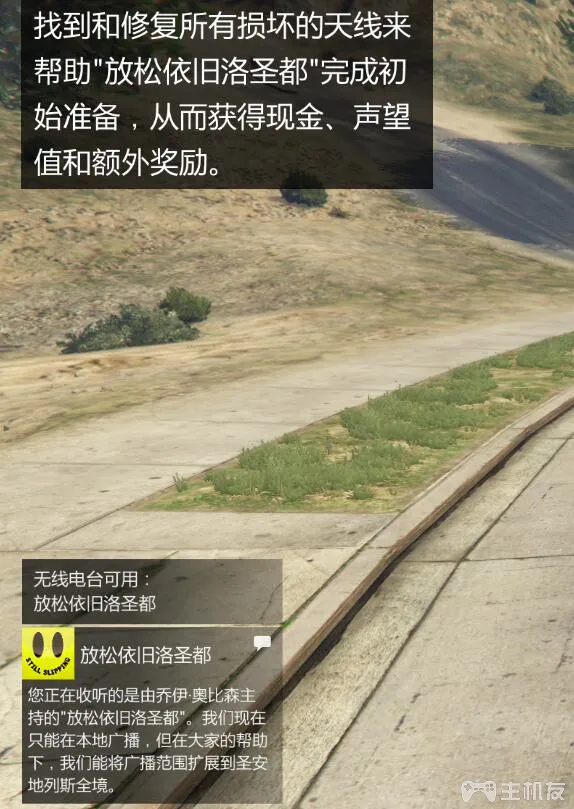 找到和修复所有损坏的天线来
帮助"放松依旧洛圣都"完成初
始准备，从而获得现金、声望
值和额外奖励。
无线电台可用：
放松依旧洛圣都
STILL SLIPPING
放松依旧洛圣都
您正在收听的是由乔伊·奥比森主
持的"放松依旧洛圣都"。我们现在
只能在本地广播，但在大家的帮助
下，我们能将广播范围扩展到圣安
地列斯全境。
主机友